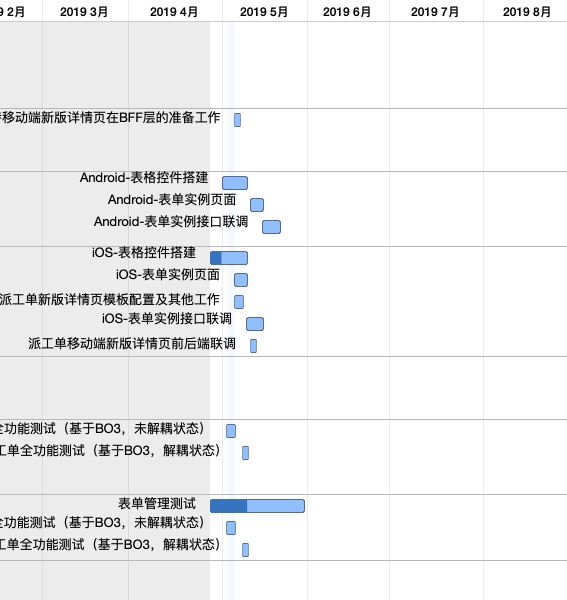 2月
2019 3月
2019 4月
2019 5月
2019 6月
2019 7月
2019 8月
移动端新版详情页在BFF层的准备工作
Android-表格控件搭建
Android-表单实例页面
Android-表单实例接口联调
iOS-表格控件搭建
iOS-表单实例页面
派工单新版详情页模板配置及其他工作
iOS-表单实例接口联调
派工单移动端新版详情页前后端联调
全功能测试（基于BO3，未解耦状态）
工单全功能测试（基于BO3，解耦状态）
表单管理测试
全功能测试（基于BO3，未解耦状态）
工单全功能测试（基于BO3，解耦状态）